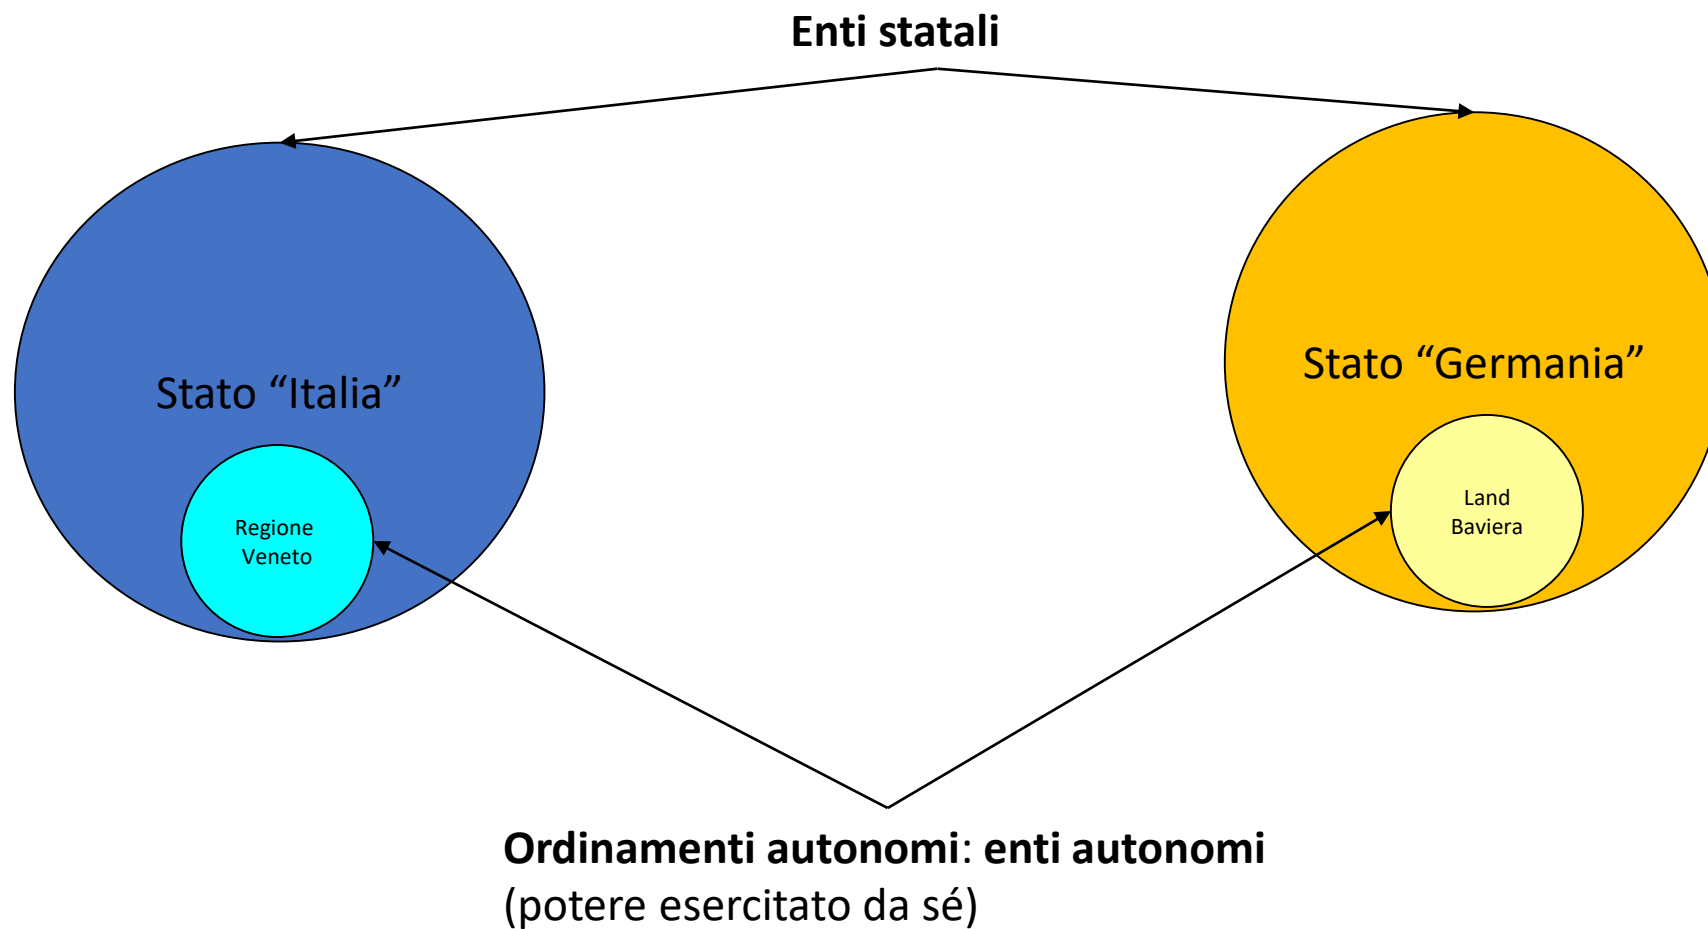 Enti statali
Stato “Italia”
Stato “Germania”
Regione
Veneto
Land
Baviera
Ordinamenti autonomi: enti autonomi
(potere esercitato da sé)